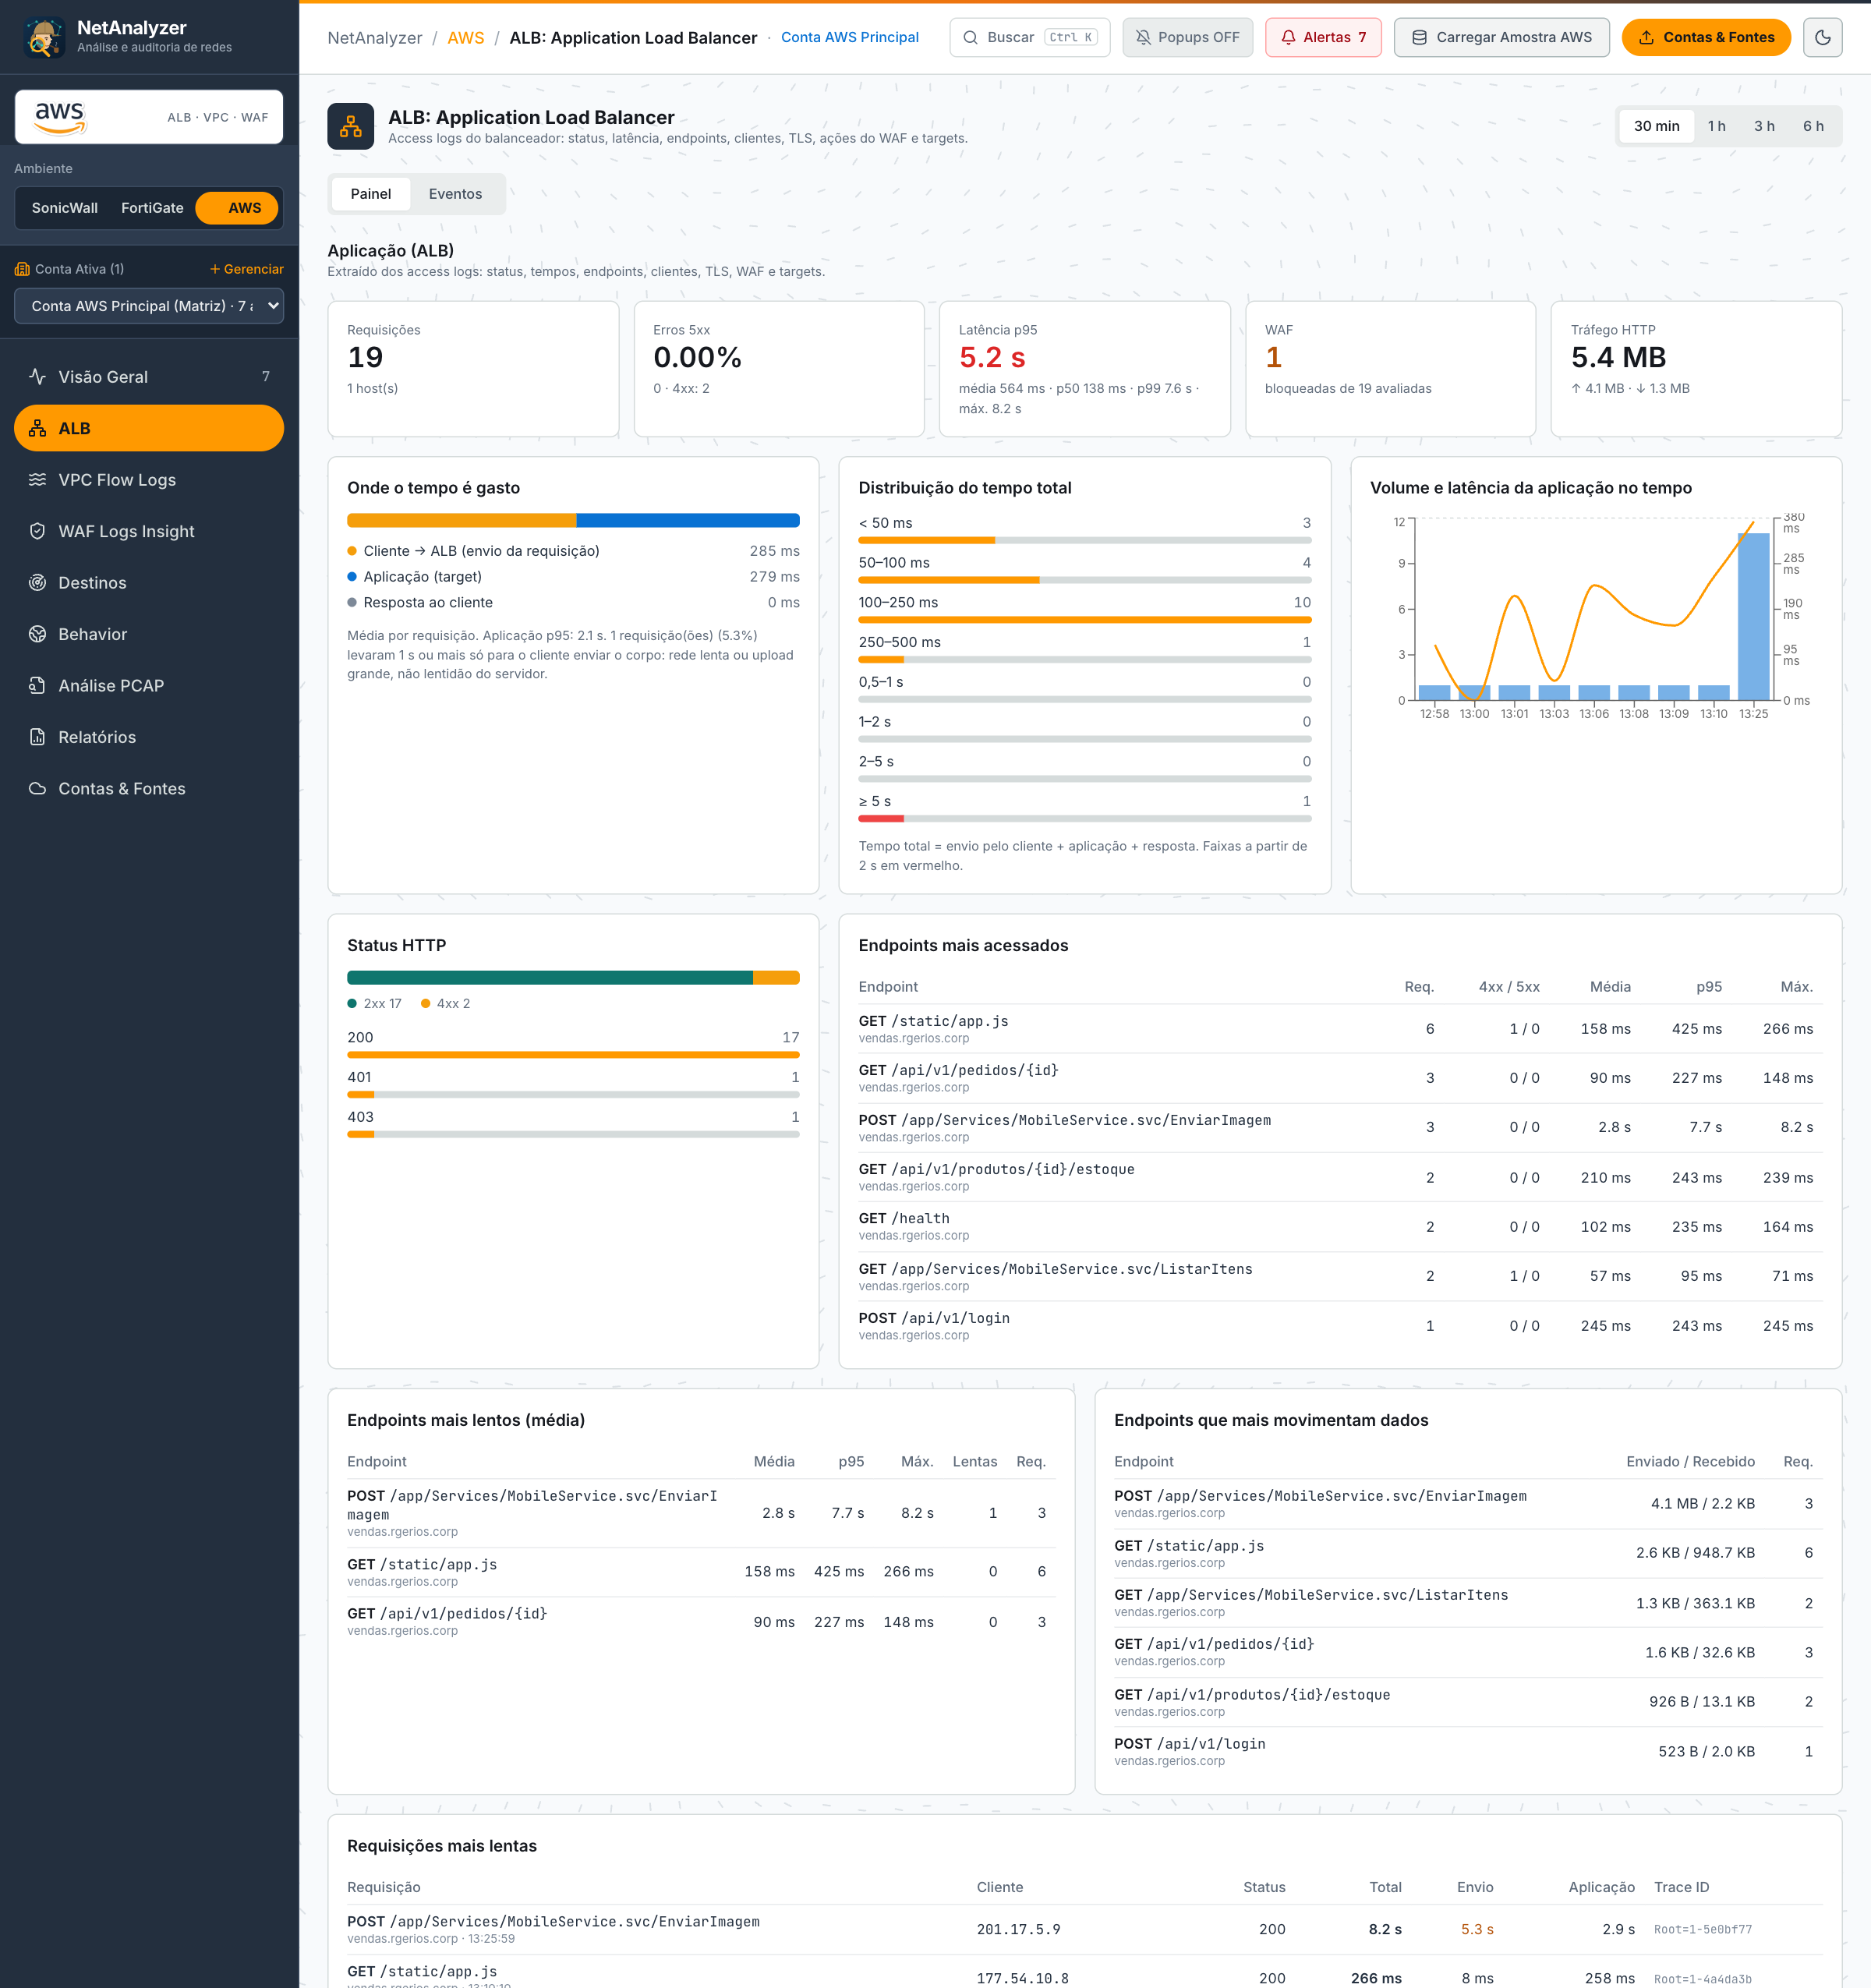 NetAnalyzer
Análise e auditoria de redes
aws
ALB · VPC · WAF
Ambiente
SonicWall
FortiGate
AWS
Conta Ativa (1)
+ Gerenciar
Conta AWS Principal (Matriz) · 7
Visão Geral
7
ALB
VPC Flow Logs
WAF Logs Insight
Destinos
Behavior
Análise PCAP
Relatórios
Contas & Fontes
NetAnalyzer / AWS / ALB: Application Load Balancer · Conta AWS Principal
Buscar Ctrl K
Popups OFF
Alertas 7
Carregar Amostra AWS
Contas & Fontes
ALB: Application Load Balancer
Access logs do balanceador: status, latência, endpoints, clientes, TLS, ações do WAF e targets.
30 min 1 h 3 h 6 h
Painel
Eventos
Aplicação (ALB)
Extraído dos access logs: status, tempos, endpoints, clientes, TLS, WAF e targets.
Requisições
19
1 host(s)
Erros 5xx
0.00%
0 · 4xx: 2
Latência p95
5.2 s
média 564 ms · p50 138 ms · p99 7.6 s ·
máx. 8.2 s
WAF
1
bloqueadas de 19 avaliadas
Tráfego HTTP
5.4 MB
↑ 4.1 MB · ↓ 1.3 MB
Onde o tempo é gasto
Cliente → ALB (envio da requisição) 285 ms
Aplicação (target) 279 ms
Resposta ao cliente 0 ms
Média por requisição. Aplicação p95: 2.1 s. 1 requisição(ões) (5.3%)
levaram 1 s ou mais só para o cliente enviar o corpo: rede lenta ou upload
grande, não lentidão do servidor.
Distribuição do tempo total
< 50 ms 3
50–100 ms 4
100–250 ms 10
250–500 ms 1
0,5–1 s 0
1–2 s 0
2–5 s 0
≥ 5 s 1
Tempo total = envio pelo cliente + aplicação + resposta. Faixas a partir de
2 s em vermelho.
Volume e latência da aplicação no tempo
12
9
6
3
0
380 ms
285 ms
190 ms
95 ms
0 ms
12:58 13:00 13:01 13:03 13:06 13:08 13:09 13:10 13:25
Status HTTP
2xx 17 4xx 2
200 17
401 1
403 1
Endpoints mais acessados
Endpoint Req. 4xx / 5xx Média p95 Máx.
GET /static/app.js 6 1 / 0 158 ms 425 ms 266 ms
vendas.rgerios.corp
GET /api/v1/pedidos/{id} 3 0 / 0 90 ms 227 ms 148 ms
vendas.rgerios.corp
POST /app/Services/MobileService.svc/EnviarImagem 3 0 / 0 2.8 s 7.7 s 8.2 s
vendas.rgerios.corp
GET /api/v1/produtos/{id}/estoque 2 0 / 0 210 ms 243 ms 239 ms
vendas.rgerios.corp
GET /health 2 0 / 0 102 ms 235 ms 164 ms
vendas.rgerios.corp
GET /app/Services/MobileService.svc/ListarItens 2 1 / 0 57 ms 95 ms 71 ms
vendas.rgerios.corp
POST /api/v1/login 1 0 / 0 245 ms 243 ms 245 ms
vendas.rgerios.corp
Endpoints mais lentos (média)
Endpoint Média p95 Máx. Lentas Req.
POST /app/Services/MobileService.svc/EnviarI
magem 2.8 s 7.7 s 8.2 s 1 3
vendas.rgerios.corp
GET /static/app.js 158 ms 425 ms 266 ms 0 6
vendas.rgerios.corp
GET /api/v1/pedidos/{id} 90 ms 227 ms 148 ms 0 3
vendas.rgerios.corp
Endpoints que mais movimentam dados
Endpoint Enviado / Recebido Req.
POST /app/Services/MobileService.svc/EnviarImagem 4.1 MB / 2.2 KB 3
vendas.rgerios.corp
GET /static/app.js 2.6 KB / 948.7 KB 6
vendas.rgerios.corp
GET /app/Services/MobileService.svc/ListarItens 1.3 KB / 363.1 KB 2
vendas.rgerios.corp
GET /api/v1/pedidos/{id} 1.6 KB / 32.6 KB 3
vendas.rgerios.corp
GET /api/v1/produtos/{id}/estoque 926 B / 13.1 KB 2
vendas.rgerios.corp
POST /api/v1/login 523 B / 2.0 KB 1
vendas.rgerios.corp
Requisições mais lentas
Requisição Cliente Status Total Envio Aplicação Trace ID
POST /app/Services/MobileService.svc/EnviarImagem 201.17.5.9 200 8.2 s 5.3 s 2.9 s Root=1-5e0bf77
vendas.rgerios.corp · 13:25:59
GET /static/app.js 177.54.10.8 200 266 ms 8 ms 258 ms Root=1-4a4da3b
vendas.rgerios.corp · 13:10:10